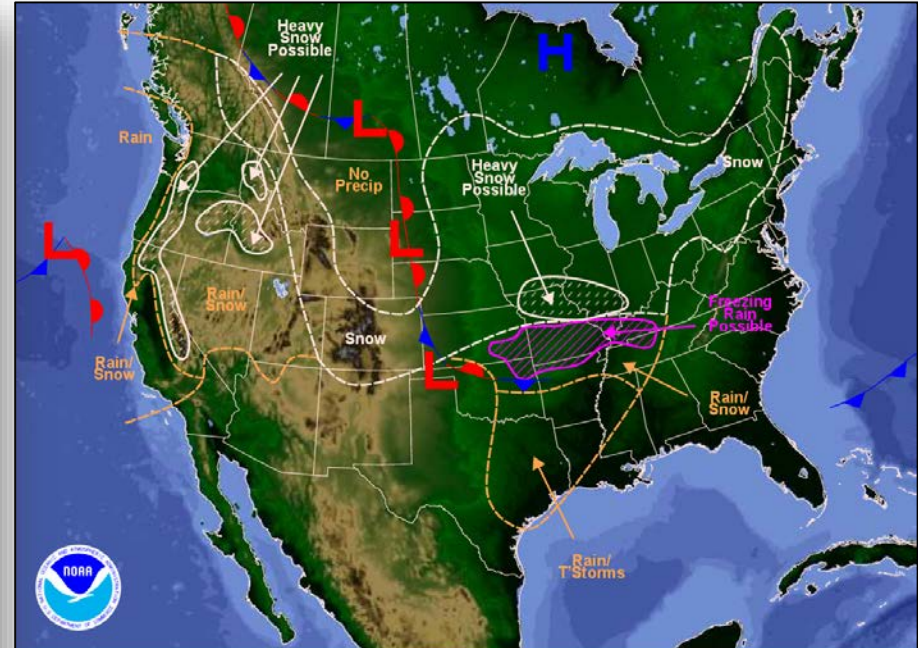 Heavy
Snow
Possible
H
L
Rain
No
Precip
Heavy
Snow
Possible
Snow
L
L
Rain/
Snow
Freezing
Rain
Possible
Snow
Rain/
Snow
L
Rain/
Snow
Rain/
T'Storms
NOAA